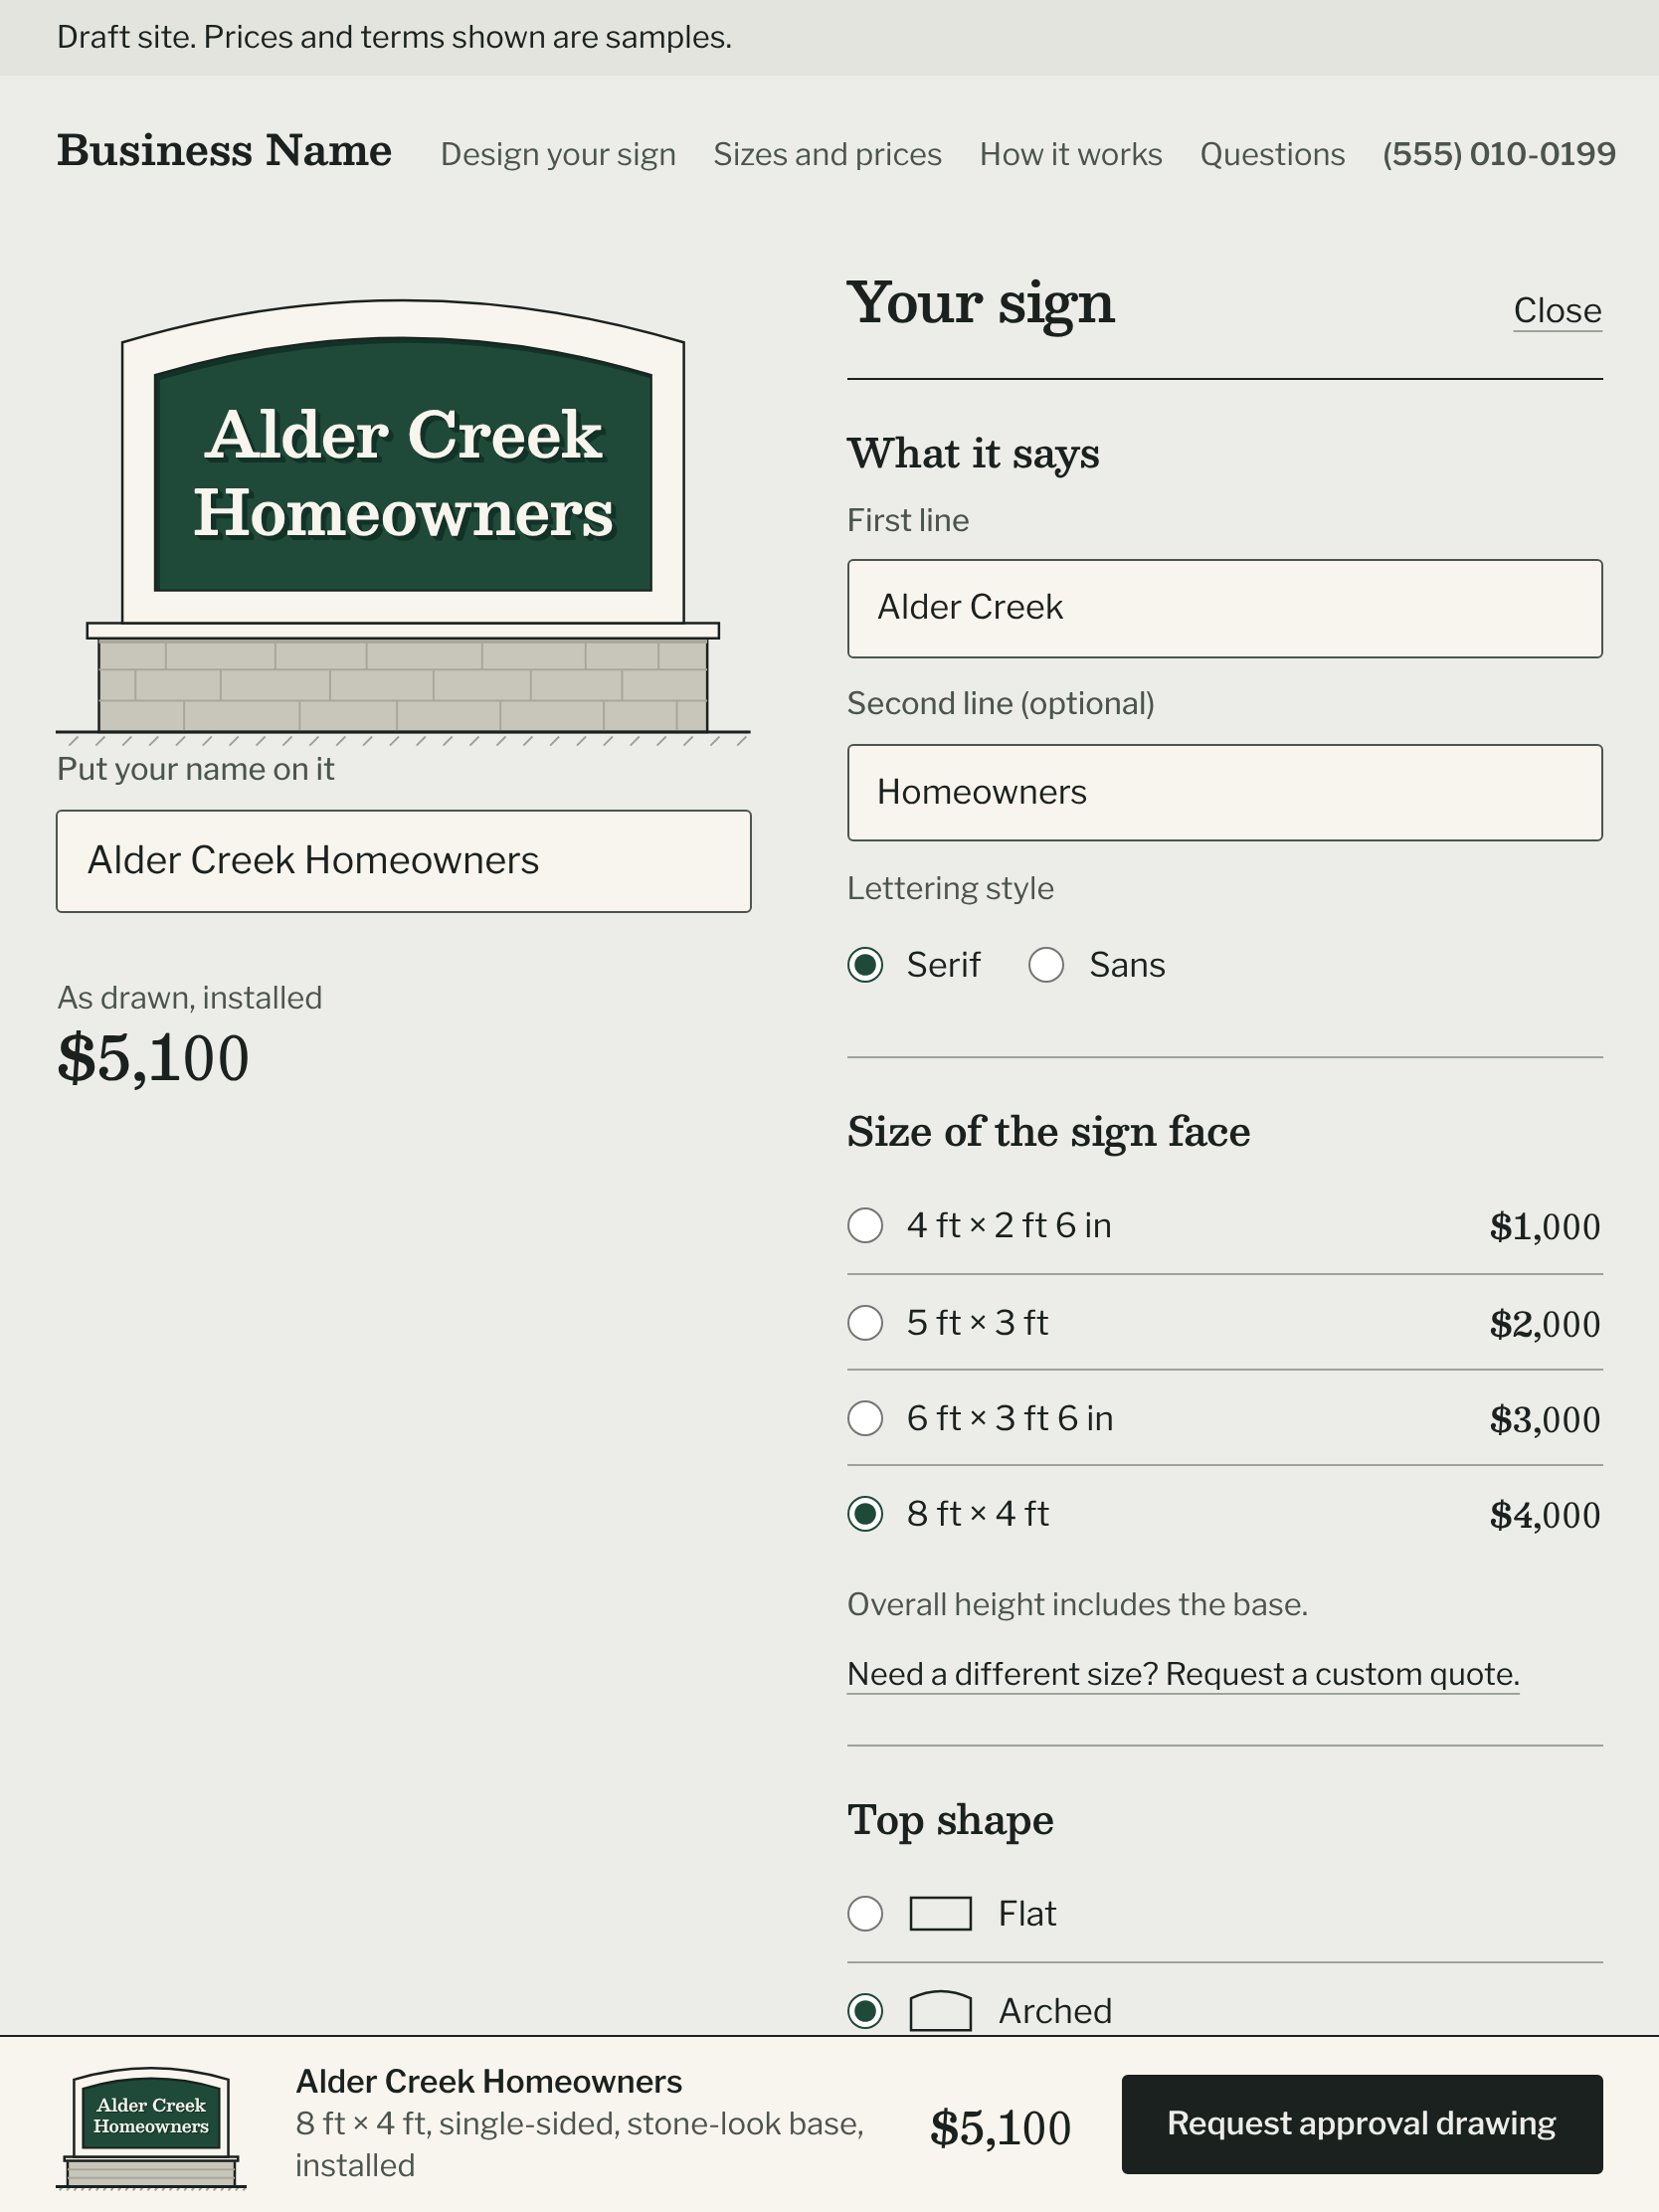 Draft site. Prices and terms shown are samples.
Business Name
Design your sign
Sizes and prices
How it works
Questions
(555) 010-0199
Alder Creek
Homeowners
Put your name on it
Alder Creek Homeowners
As drawn, installed
$5,100
Your sign
Close
What it says
First line
Alder Creek
Second line (optional)
Homeowners
Lettering style
Serif
Sans
Size of the sign face
4 ft × 2 ft 6 in
$1,000
5 ft × 3 ft
$2,000
6 ft × 3 ft 6 in
$3,000
8 ft × 4 ft
$4,000
Overall height includes the base.
Need a different size? Request a custom quote.
Top shape
Flat
Arched
Alder Creek
Homeowners
Alder Creek Homeowners
8 ft × 4 ft, single-sided, stone-look base,
installed
$5,100
Request approval drawing